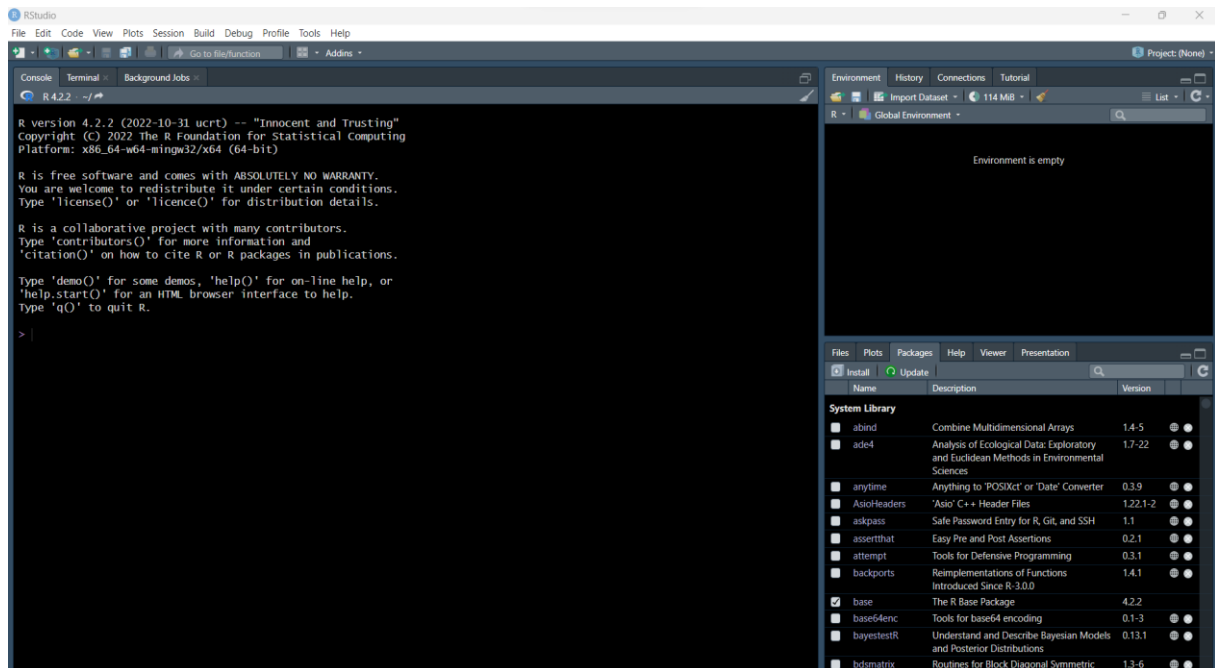 RStudio
File Edit Code View Plots Session Build Debug Profile Tools Help
Go to file/function
Addins
Project: (None)
Console Terminal Background Jobs
R 4.2.2 · ~/
R version 4.2.2 (2022-10-31 ucrt) -- "Innocent and Trusting"
Copyright (C) 2022 The R Foundation for Statistical Computing
Platform: x86_64-w64-mingw32/x64 (64-bit)
R is free software and comes with ABSOLUTELY NO WARRANTY.
You are welcome to redistribute it under certain conditions.
Type 'license()' or 'licence()' for distribution details.
R is a collaborative project with many contributors.
Type 'contributors()' for more information and
'citation()' on how to cite R or R packages in publications.
Type 'demo()' for some demos, 'help()' for on-line help, or
'help.start()' for an HTML browser interface to help.
Type 'q()' to quit R.
>
Environment History Connections Tutorial
Import Dataset 114 MiB List
R Global Environment
Environment is empty
Files Plots Packages Help Viewer Presentation
Install Update
Name Description Version
System Library
abind Combine Multidimensional Arrays 1.4-5
ade4 Analysis of Ecological Data: Exploratory 1.7-22
and Euclidean Methods in Environmental
Sciences
anytime Anything to 'POSIXct' or 'Date' Converter 0.3.9
AsioHeaders 'Asio' C++ Header Files 1.22.1-2
askpass Safe Password Entry for R, Git, and SSH 1.1
assertthat Easy Pre and Post Assertions 0.2.1
attempt Tools for Defensive Programming 0.3.1
backports Reimplementations of Functions 1.4.1
Introduced Since R-3.0.0
base The R Base Package 4.2.2
base64enc Tools for base64 encoding 0.1-3
bayestestR Understand and Describe Bayesian Models 0.13.1
and Posterior Distributions
bdsmatrix Routines for Block Diagonal Symmetric 1.3-6